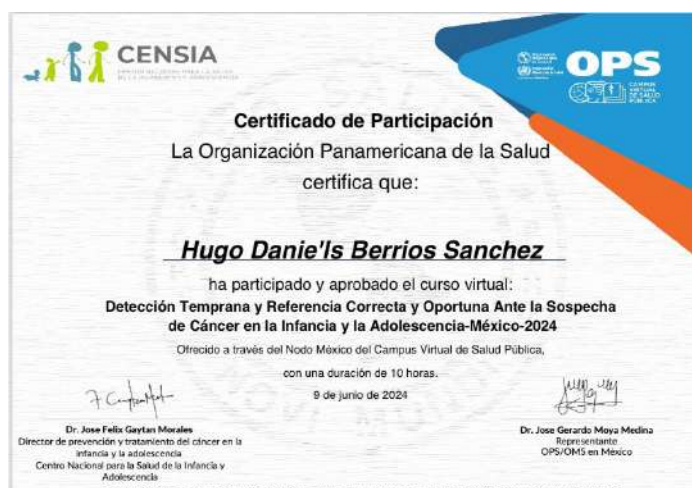 CENSIA
OPS
CAMPUS
VIRTUAL
DE SALUD
PÚBLICA
Certificado de Participación
La Organización Panamericana de la Salud
certifica que:
Hugo Danie'ls Berrios Sanchez
ha participado y aprobado el curso virtual:
Detección Temprana y Referencia Correcta y Oportuna Ante la Sospecha
de Cáncer en la Infancia y la Adolescencia-México-2024
Ofrecido a través del Nodo México del Campus Virtual de Salud Pública,
con una duración de 10 horas.
9 de junio de 2024
Dr. Jose Felix Gaytan Morales
Director de prevención y tratamiento del cáncer en la
infancia y la adolescencia
Centro Nacional para la Salud de la Infancia y
Adolescencia
Dr. Jose Gerardo Moya Medina
Representante
OPS/OMS en México